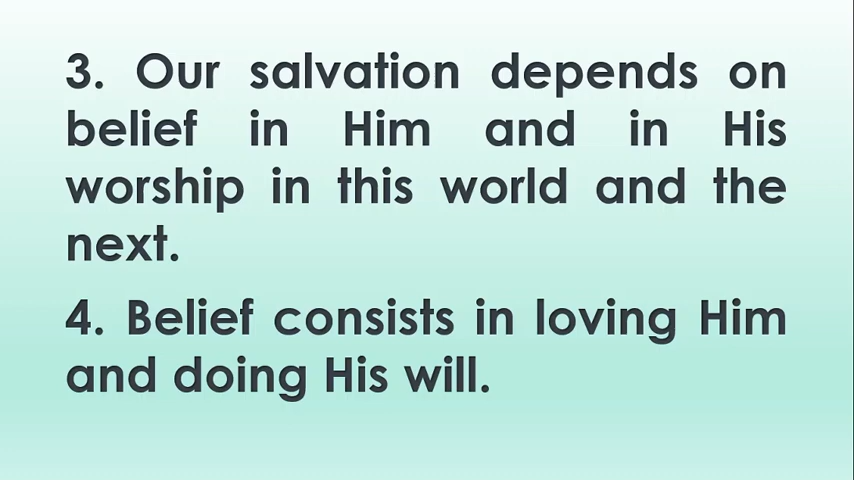 3. Our salvation depends on
belief in Him and in His
worship in this world and the
next.
4. Belief consists in loving Him
and doing His will.